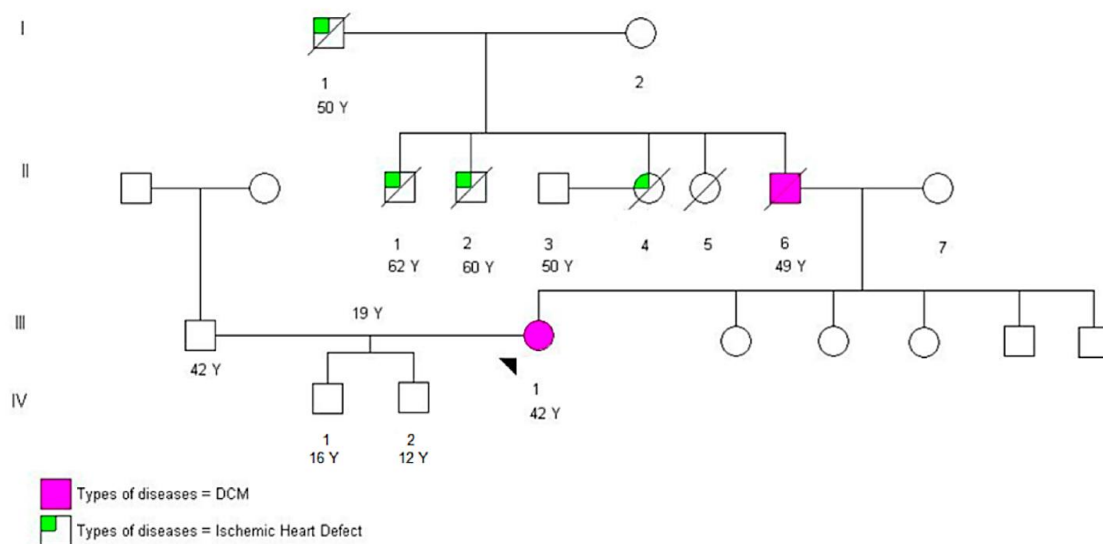 I
1
2
50 Y
II
1
2
3
4
5
6
7
62 Y
60 Y
50 Y
49 Y
III
19 Y
42 Y
1
42 Y
IV
1
2
16 Y
12 Y
Types of diseases = DCM
Types of diseases = Ischemic Heart Defect